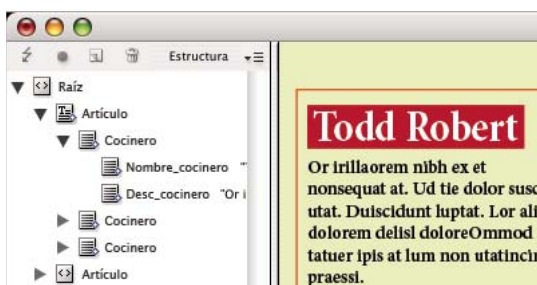 Estructura
Raíz
Artículo
Cocinero
Nombre_cocinero "
Desc_cocinero "Or i
Cocinero
Cocinero
Artículo
Todd Robert
Or irillaorem nibh ex et
nonsequat at. Ud tie dolor susc
utat. Duiscidunt luptat. Lor ali
dolorem delisl doloreOmmod
tatuer ipis at lum non utatincin
praessi.